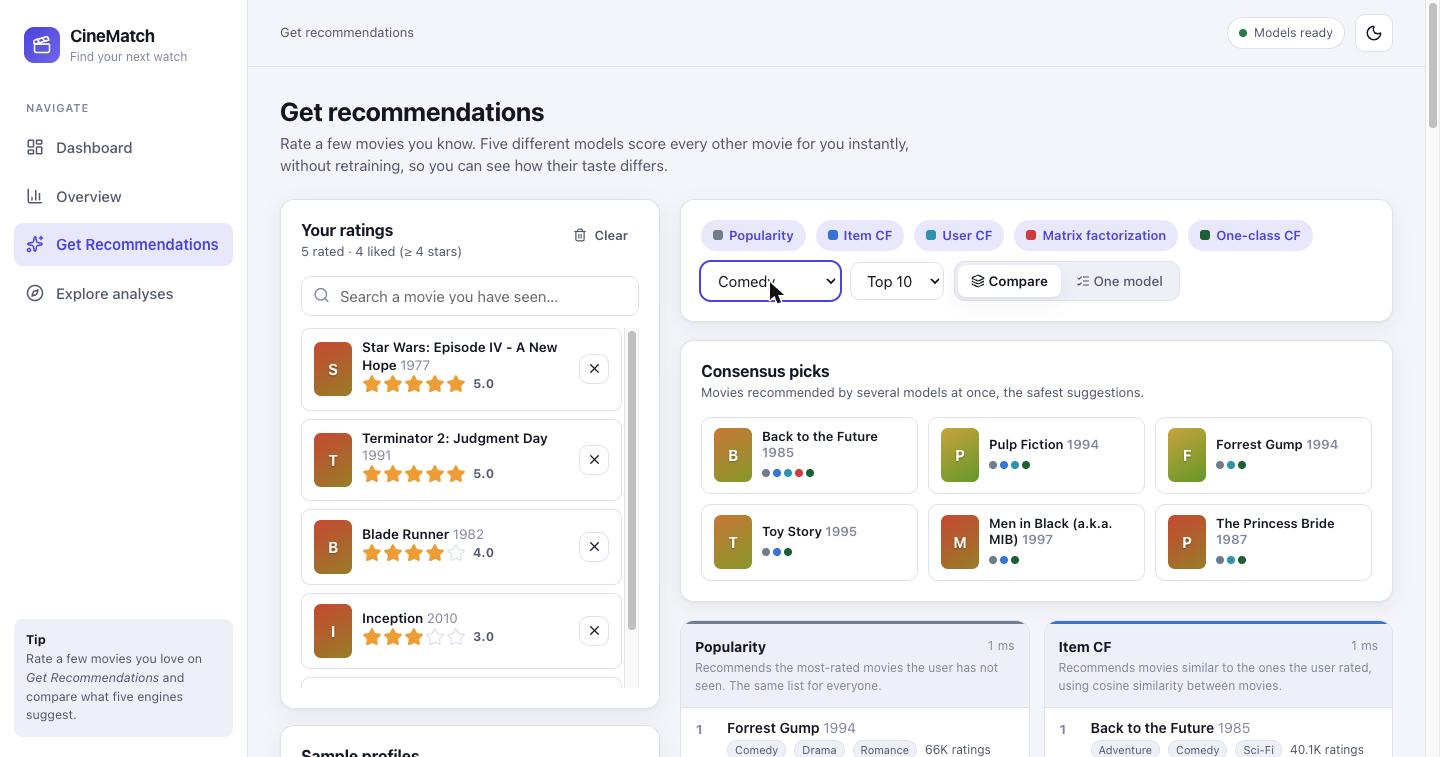 CineMatch
Find your next watch
NAVIGATE
Dashboard
Overview
Get Recommendations
Explore analyses
Tip
Rate a few movies you love on
Get Recommendations and
compare what five engines
suggest.
Get recommendations
Models ready
Get recommendations
Rate a few movies you know. Five different models score every other movie for you instantly,
without retraining, so you can see how their taste differs.
Your ratings
5 rated · 4 liked (≥ 4 stars)
Clear
Search a movie you have seen...
S
Star Wars: Episode IV - A New
Hope 1977
5.0
T
Terminator 2: Judgment Day
1991
5.0
B
Blade Runner 1982
4.0
I
Inception 2010
3.0
Sample profiles
Popularity
Item CF
User CF
Matrix factorization
One-class CF
Comedy
Top 10
Compare
One model
Consensus picks
Movies recommended by several models at once, the safest suggestions.
B
Back to the Future
1985
P
Pulp Fiction 1994
F
Forrest Gump 1994
T
Toy Story 1995
M
Men in Black (a.k.a.
MIB) 1997
P
The Princess Bride
1987
Popularity
1 ms
Recommends the most-rated movies the user has not
seen. The same list for everyone.
1
Forrest Gump 1994
Comedy
Drama
Romance
66K ratings
Item CF
1 ms
Recommends movies similar to the ones the user rated,
using cosine similarity between movies.
1
Back to the Future 1985
Adventure
Comedy
Sci-Fi
40.1K ratings